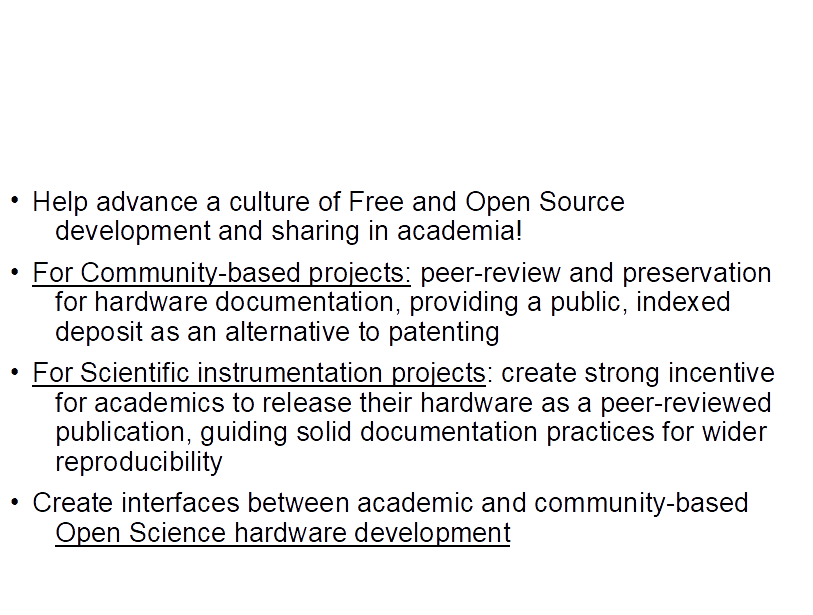 • Help advance a culture of Free and Open Source
development and sharing in academia!
• For Community-based projects: peer-review and preservation
for hardware documentation, providing a public, indexed
deposit as an alternative to patenting
• For Scientific instrumentation projects: create strong incentive
for academics to release their hardware as a peer-reviewed
publication, guiding solid documentation practices for wider
reproducibility
• Create interfaces between academic and community-based
Open Science hardware development